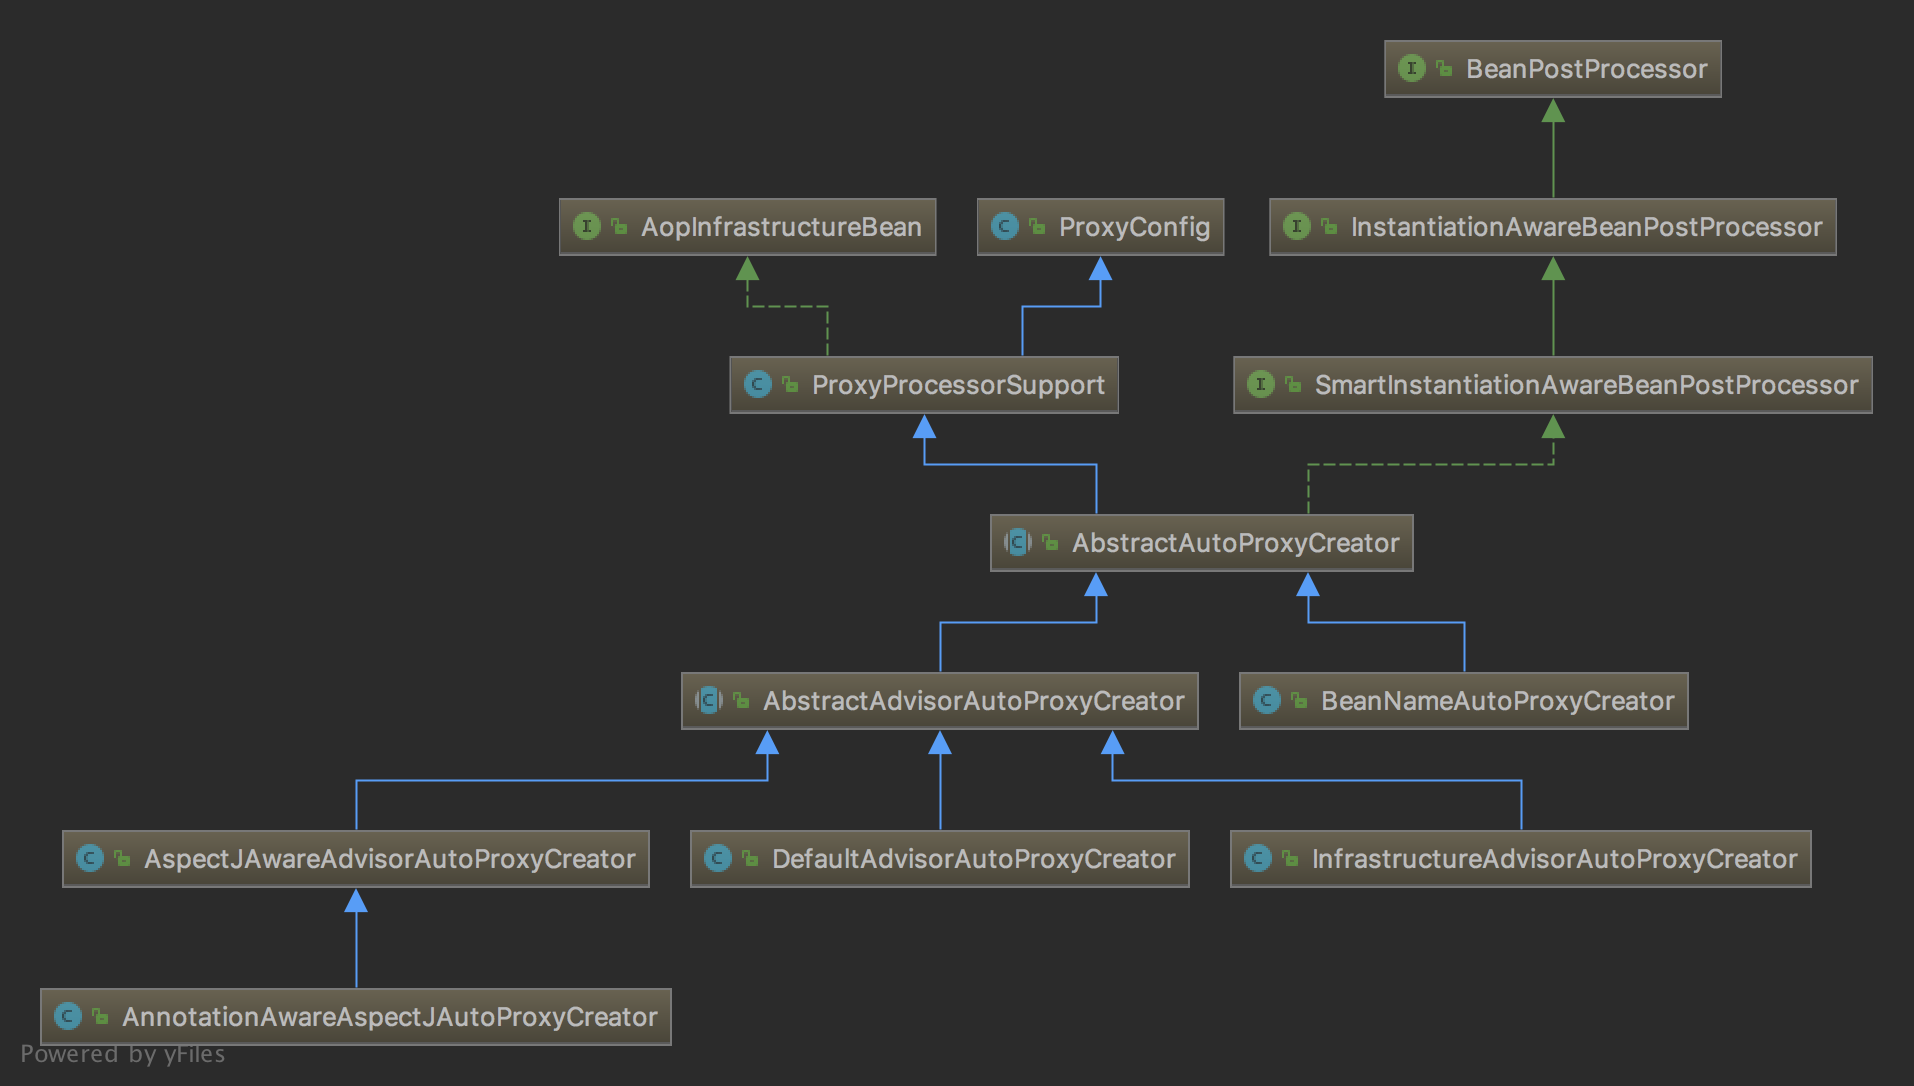 BeanPostProcessor
AopInfrastructureBean
ProxyConfig
InstantiationAwareBeanPostProcessor
ProxyProcessorSupport
SmartInstantiationAwareBeanPostProcessor
AbstractAutoProxyCreator
AbstractAdvisorAutoProxyCreator
BeanNameAutoProxyCreator
AspectJAwareAdvisorAutoProxyCreator
DefaultAdvisorAutoProxyCreator
InfrastructureAdvisorAutoProxyCreator
AnnotationAwareAspectJAutoProxyCreator
Powered by yFiles